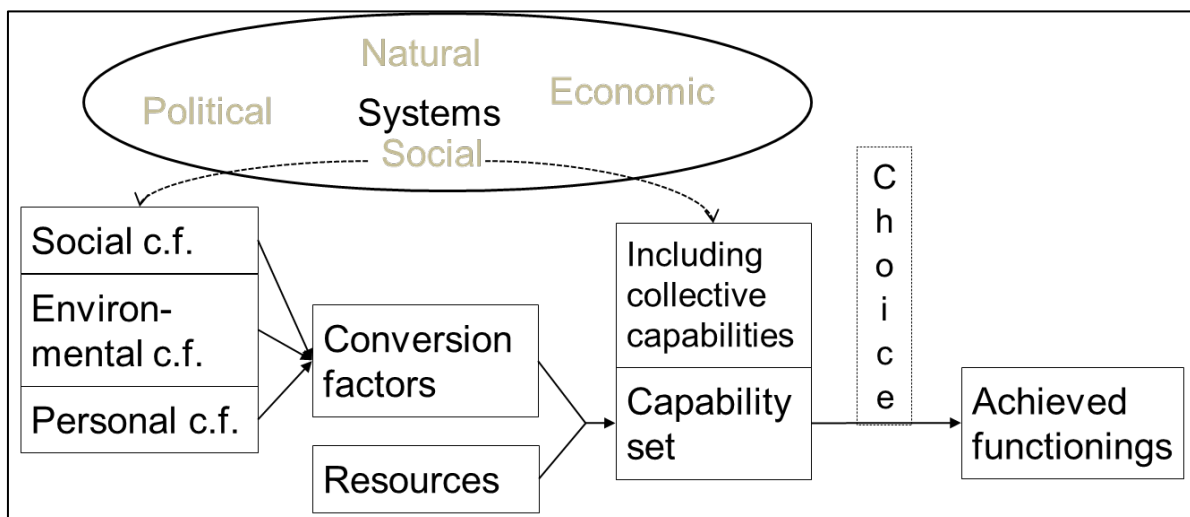 Natural
Political
Systems
Economic
Social
Social c.f.
Environ-
mental c.f.
Personal c.f.
Conversion
factors
Resources
Including
collective
capabilities
Capability
set
C
h
o
i
c
e
Achieved
functionings